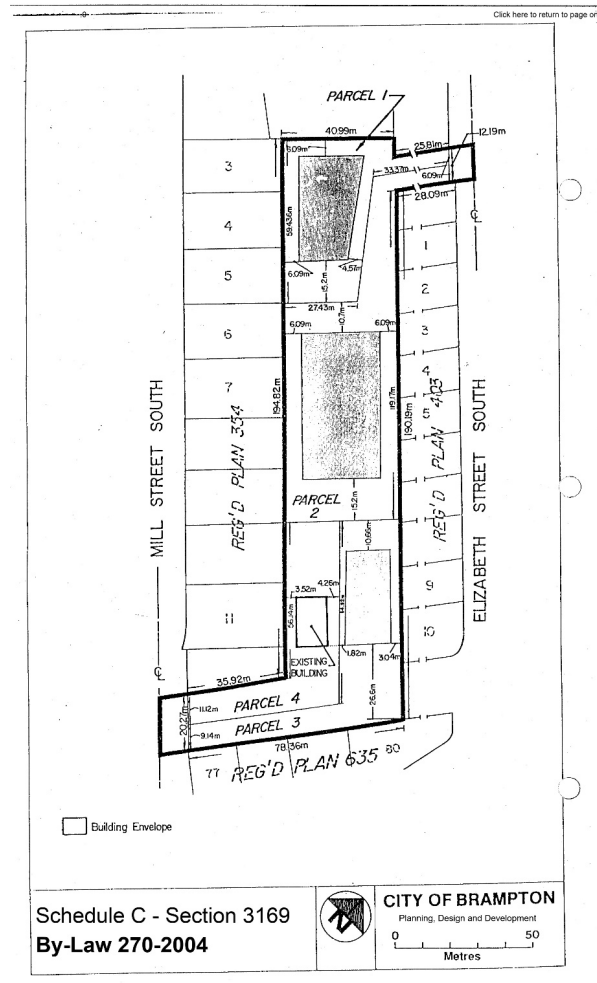 Click here to return to page on
PARCEL 1
40.99m
25.81m
12.19m
6.09m
33.37m
6.09m
28.09m
3
4
5
6
7
11
59.436m
6.09m
15.2m
4.57m
27.43m
10.7m
6.09m
6.09m
194.82m
119.17m
190.19m
1
2
3
4
5
9
10
MILL STREET SOUTH
REG'D PLAN 354
REG'D PLAN 403
ELIZABETH STREET SOUTH
PARCEL
2
15.2m
10.66m
3.52m
4.26m
56.14m
1.82m
3.04m
EXISTING
BUILDING
35.92m
26.6m
20.27m
11.12m
PARCEL 4
9.14m
PARCEL 3
78.36m
77 REG'D PLAN 635 80
Building Envelope
Schedule C - Section 3169
By-Law 270-2004
CITY OF BRAMPTON
Planning, Design and Development
0 50
Metres